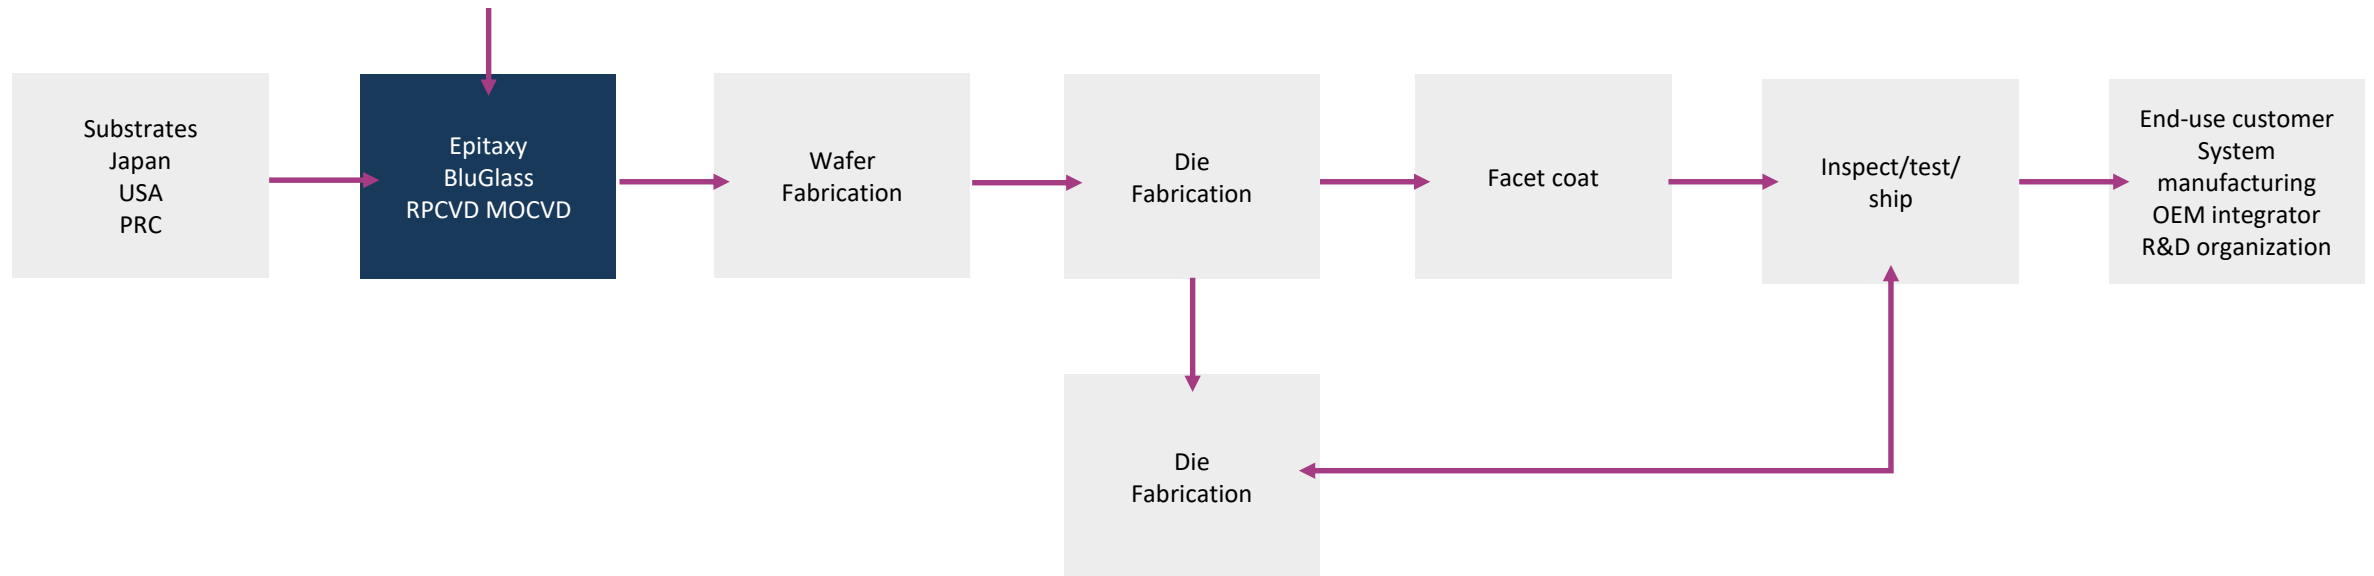 Substrates
Japan
USA
PRC
Epitaxy
BluGlass
RPCVD MOCVD
Wafer
Fabrication
Die
Fabrication
Facet coat
Inspect/test/
ship
End-use customer
System
manufacturing
OEM integrator
R&D organization
Die
Fabrication